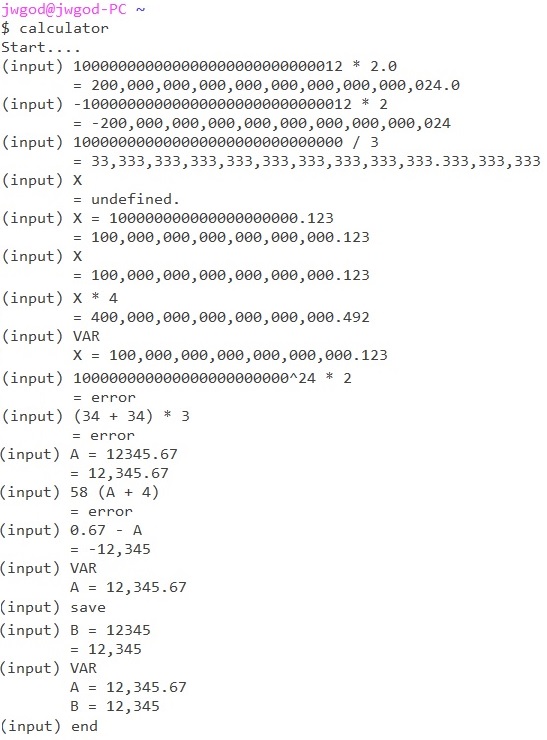 jwgod@jwgod-PC ~
$ calculator
Start....
(input) 100000000000000000000000000012 * 2.0
= 200,000,000,000,000,000,000,000,000,024.0
(input) -100000000000000000000000000012 * 2
= -200,000,000,000,000,000,000,000,000,024
(input) 100000000000000000000000000000 / 3
= 33,333,333,333,333,333,333,333,333,333.333,333,333
(input) X
= undefined.
(input) X = 100000000000000000000.123
= 100,000,000,000,000,000,000.123
(input) X
= 100,000,000,000,000,000,000.123
(input) X * 4
= 400,000,000,000,000,000,000.492
(input) VAR
X = 100,000,000,000,000,000,000.123
(input) 100000000000000000000000^24 * 2
= error
(input) (34 + 34) * 3
= error
(input) A = 12345.67
= 12,345.67
(input) 58 (A + 4)
= error
(input) 0.67 - A
= -12,345
(input) VAR
A = 12,345.67
(input) save
(input) B = 12345
= 12,345
(input) VAR
A = 12,345.67
B = 12,345
(input) end